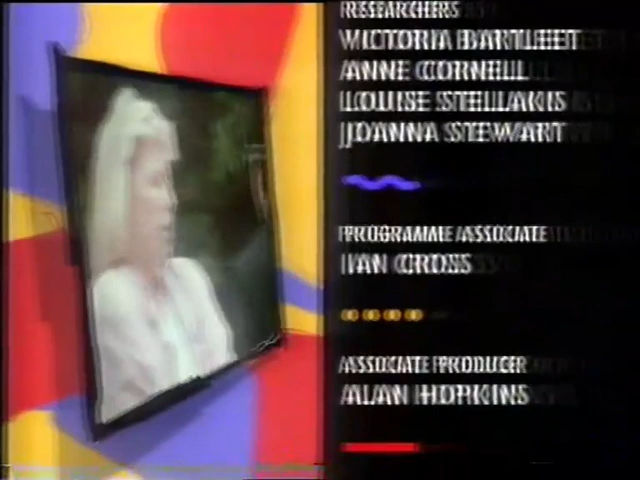 RESEARCHERS
VICTORIA BARTLEET
ANNE CORNELL
LOUISE STELLAKIS
JOANNA STEWART
PROGRAMME ASSOCIATE
IAN CROSS
ASSOCIATE PRODUCER
ALAN HOPKINS